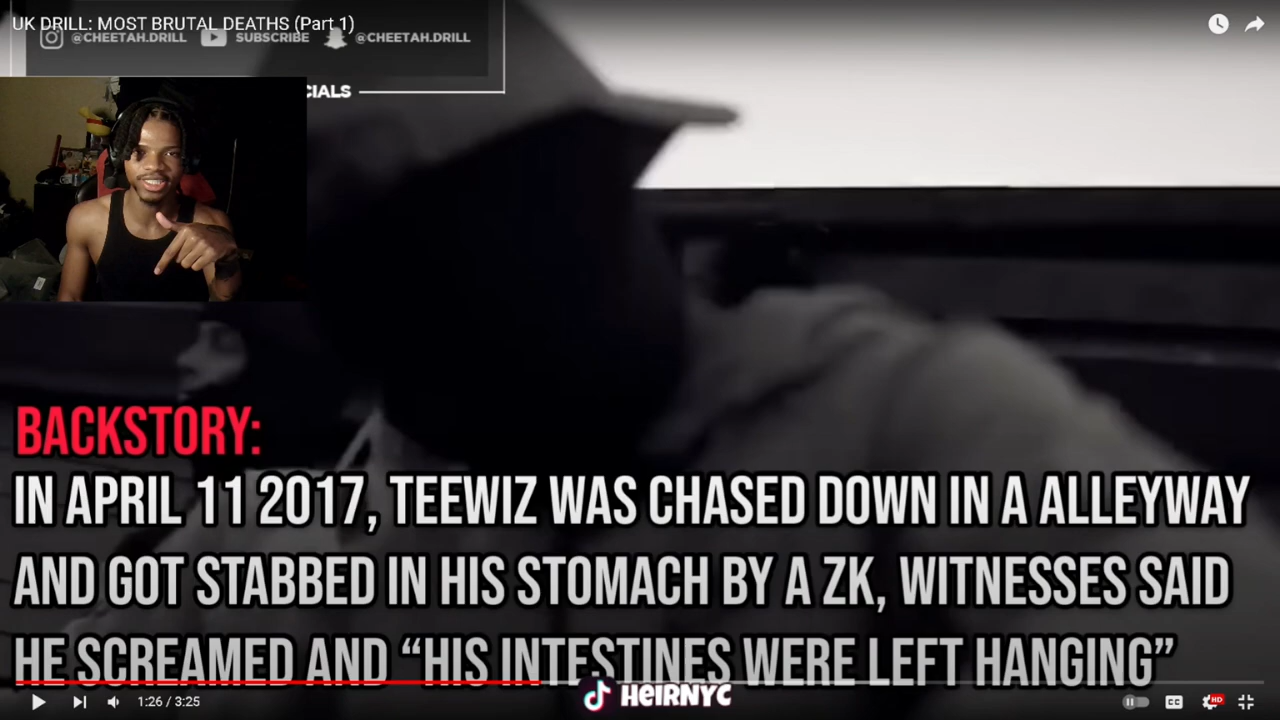 UK DRILL: MOST BRUTAL DEATHS (Part 1)
@CHEETAH.DRILL SUBSCRIBE @CHEETAH.DRILL
CIALS
BACKSTORY:
IN APRIL 11 2017, TEEWIZ WAS CHASED DOWN IN A ALLEYWAY
AND GOT STABBED IN HIS STOMACH BY A ZK, WITNESSES SAID
HE SCREAMED AND “HIS INTESTINES WERE LEFT HANGING”
HEIRNYC
1:26 / 3:25
CC
HD